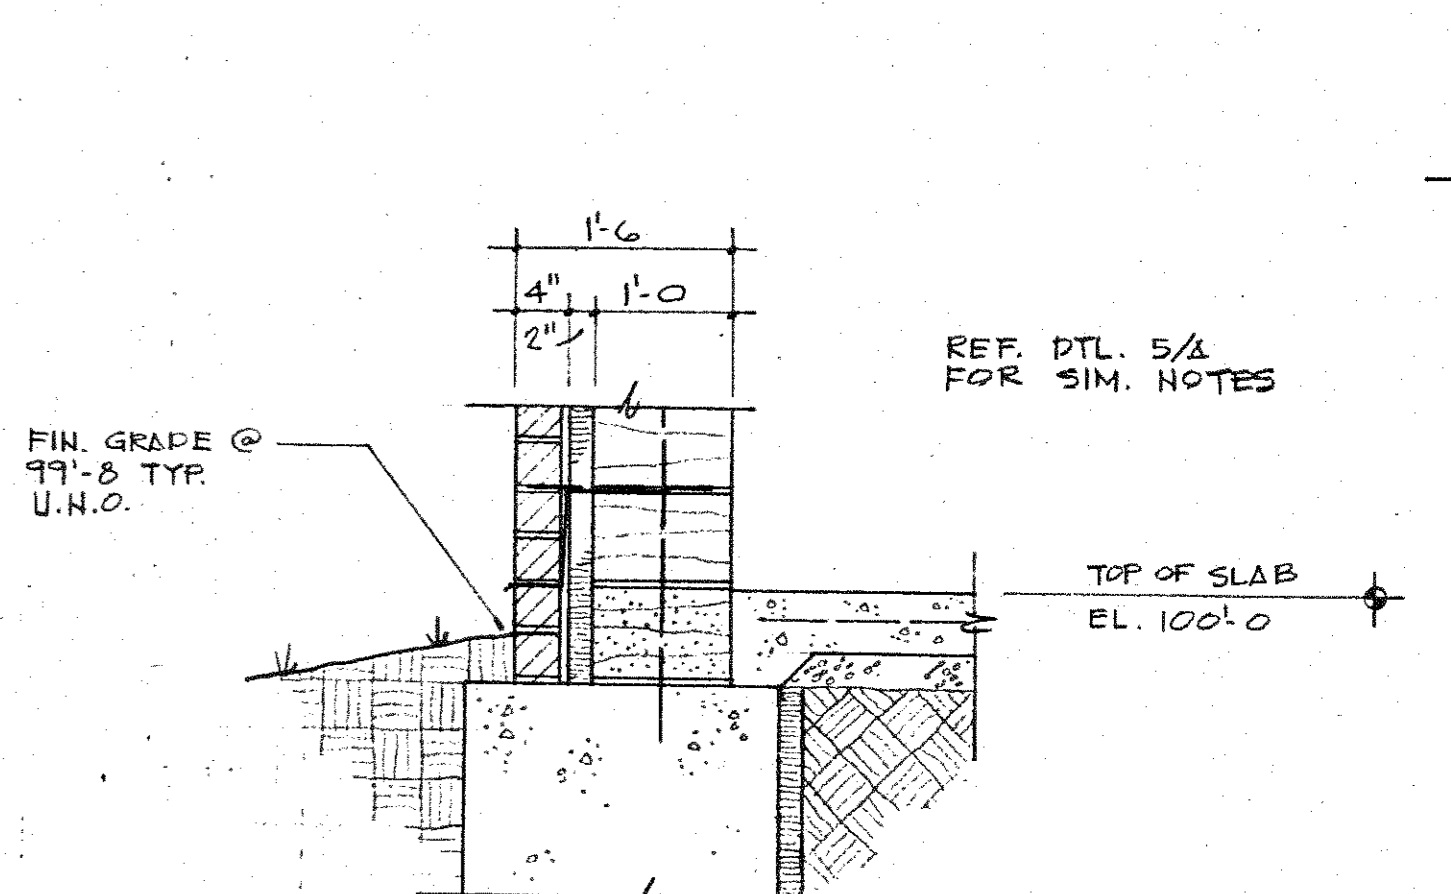 1'-6
4" 1'-0
2"
REF. DTL. 5/A
FOR SIM. NOTES
FIN. GRADE @
99'-8 TYP.
U.N.O.
TOP OF SLAB
EL. 100'-0